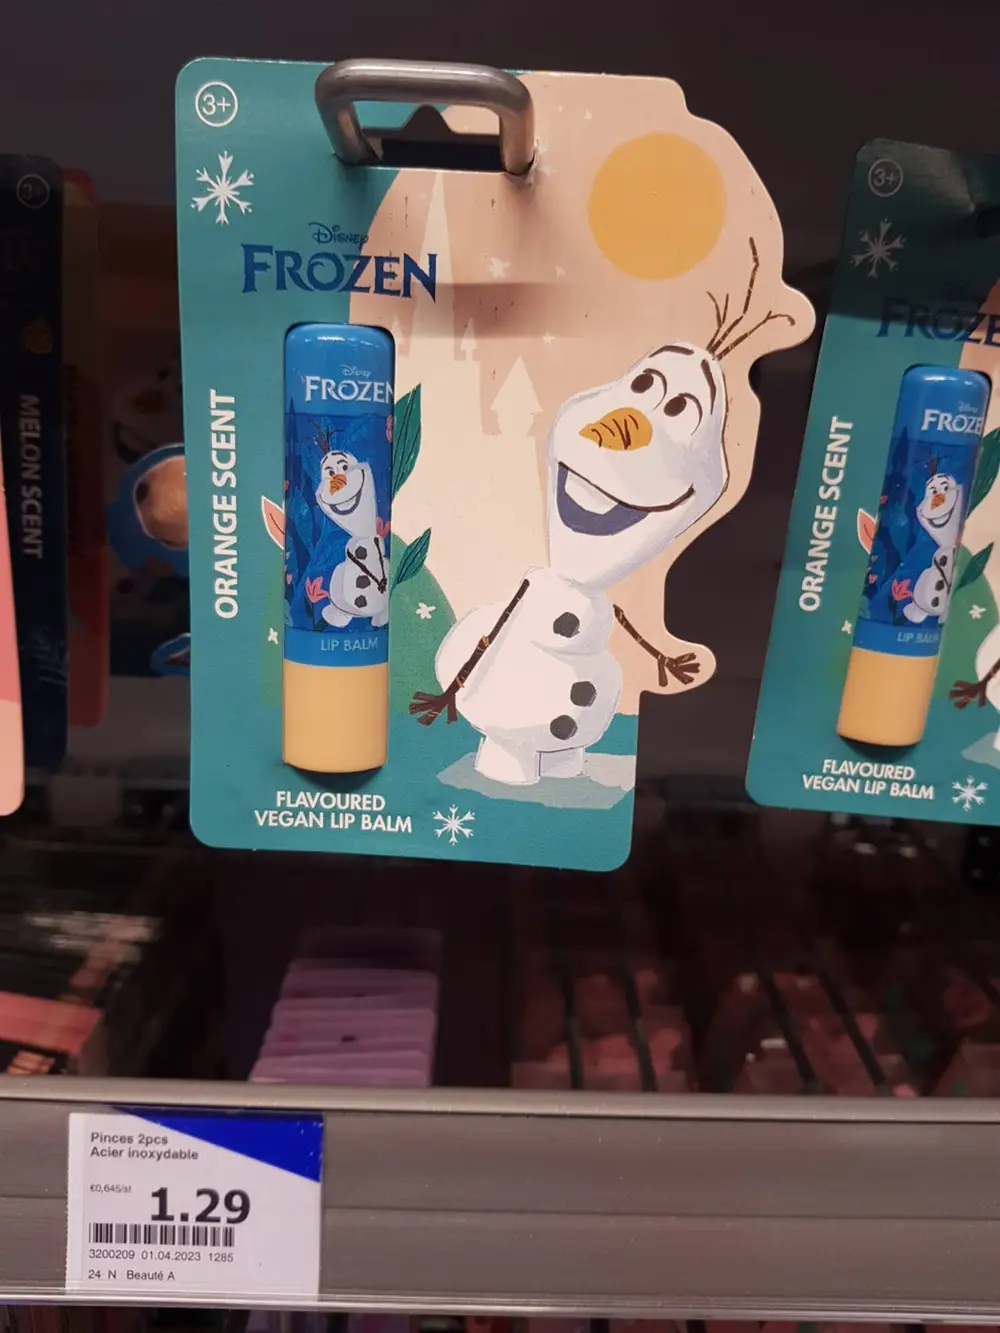 3+
Disney
FROZEN
ORANGE SCENT
Disney
FROZEN
LIP BALM
FLAVOURED
VEGAN LIP BALM
3+
MELON SCENT
3+
FROZE
ORANGE SCENT
Disney
FROZE
LIP BALM
FLAVOURED
VEGAN LIP BALM
Pinces 2pcs
Acier inoxydable
€0,645/st
1.29
3200209 01.04.2023 1285
24 N Beauté A